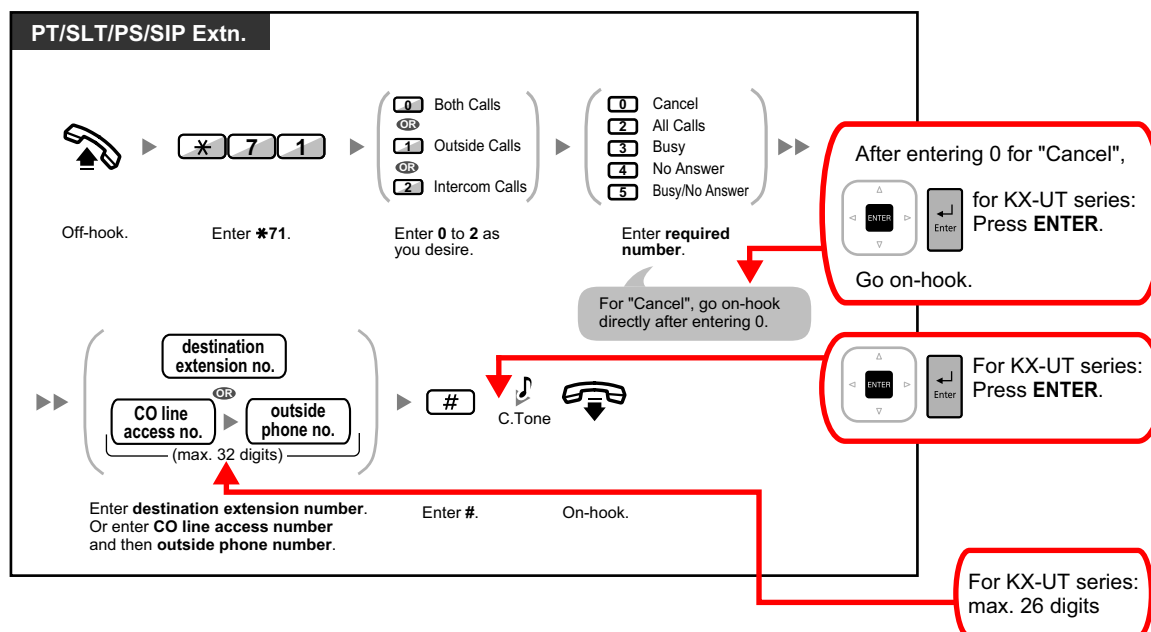 PT/SLT/PS/SIP Extn.
Off-hook.
✱ 7 1
Enter ✱71.
0 Both Calls
OR
1 Outside Calls
OR
2 Intercom Calls
Enter 0 to 2 as
you desire.
0 Cancel
2 All Calls
3 Busy
4 No Answer
5 Busy/No Answer
Enter required
number.
For "Cancel", go on-hook
directly after entering 0.
After entering 0 for "Cancel",
ENTER
Enter
for KX-UT series:
Press ENTER.
Go on-hook.
destination
extension no.
OR
CO line
access no.
outside
phone no.
(max. 32 digits)
Enter destination extension number.
Or enter CO line access number
and then outside phone number.
#
Enter #.
C.Tone
On-hook.
ENTER
Enter
For KX-UT series:
Press ENTER.
For KX-UT series:
max. 26 digits